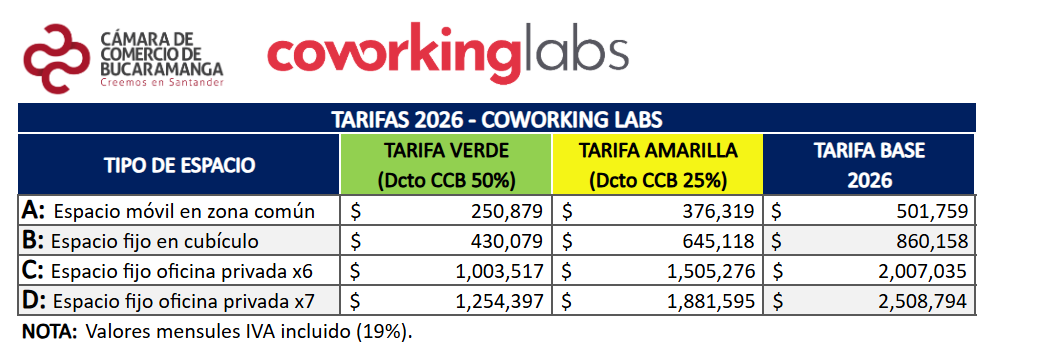 CÁMARA DE
COMERCIO DE
BUCARAMANGA
Creemos en Santander
coworkinglabs
TARIFAS 2026 - COWORKING LABS
TIPO DE ESPACIO
TARIFA VERDE
(Dcto CCB 50%)
TARIFA AMARILLA
(Dcto CCB 25%)
TARIFA BASE
2026
A: Espacio móvil en zona común $ 250,879 $ 376,319 $ 501,759
B: Espacio fijo en cubículo $ 430,079 $ 645,118 $ 860,158
C: Espacio fijo oficina privada x6 $ 1,003,517 $ 1,505,276 $ 2,007,035
D: Espacio fijo oficina privada x7 $ 1,254,397 $ 1,881,595 $ 2,508,794
NOTA: Valores mensules IVA incluido (19%).